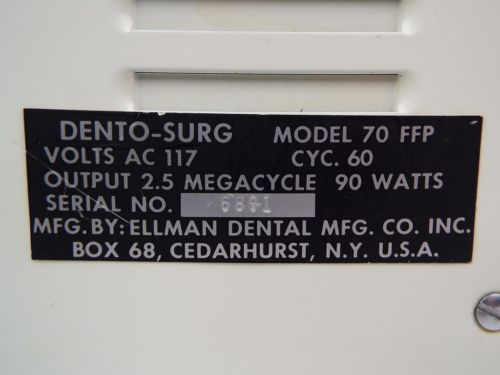 DENTO-SURG MODEL 70 FFP
VOLTS AC 117 CYC. 60
OUTPUT 2.5 MEGACYCLE 90 WATTS
SERIAL NO.
MFG.BY: ELLMAN DENTAL MFG. CO. INC.
BOX 68, CEDARHURST, N.Y. U.S.A.